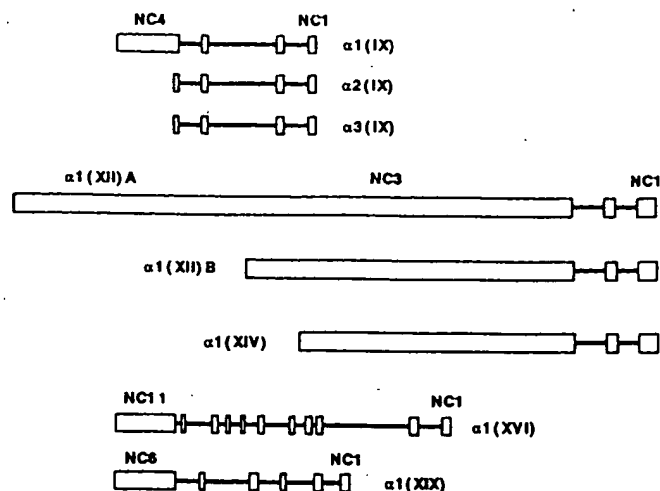 NC4 NC1
α1(IX)
α2(IX)
α3(IX)
α1(XII)A NC3 NC1
α1(XII)B
α1(XIV)
NC11 NC1
α1(XVI)
NC6 NC1
α1(XIX)